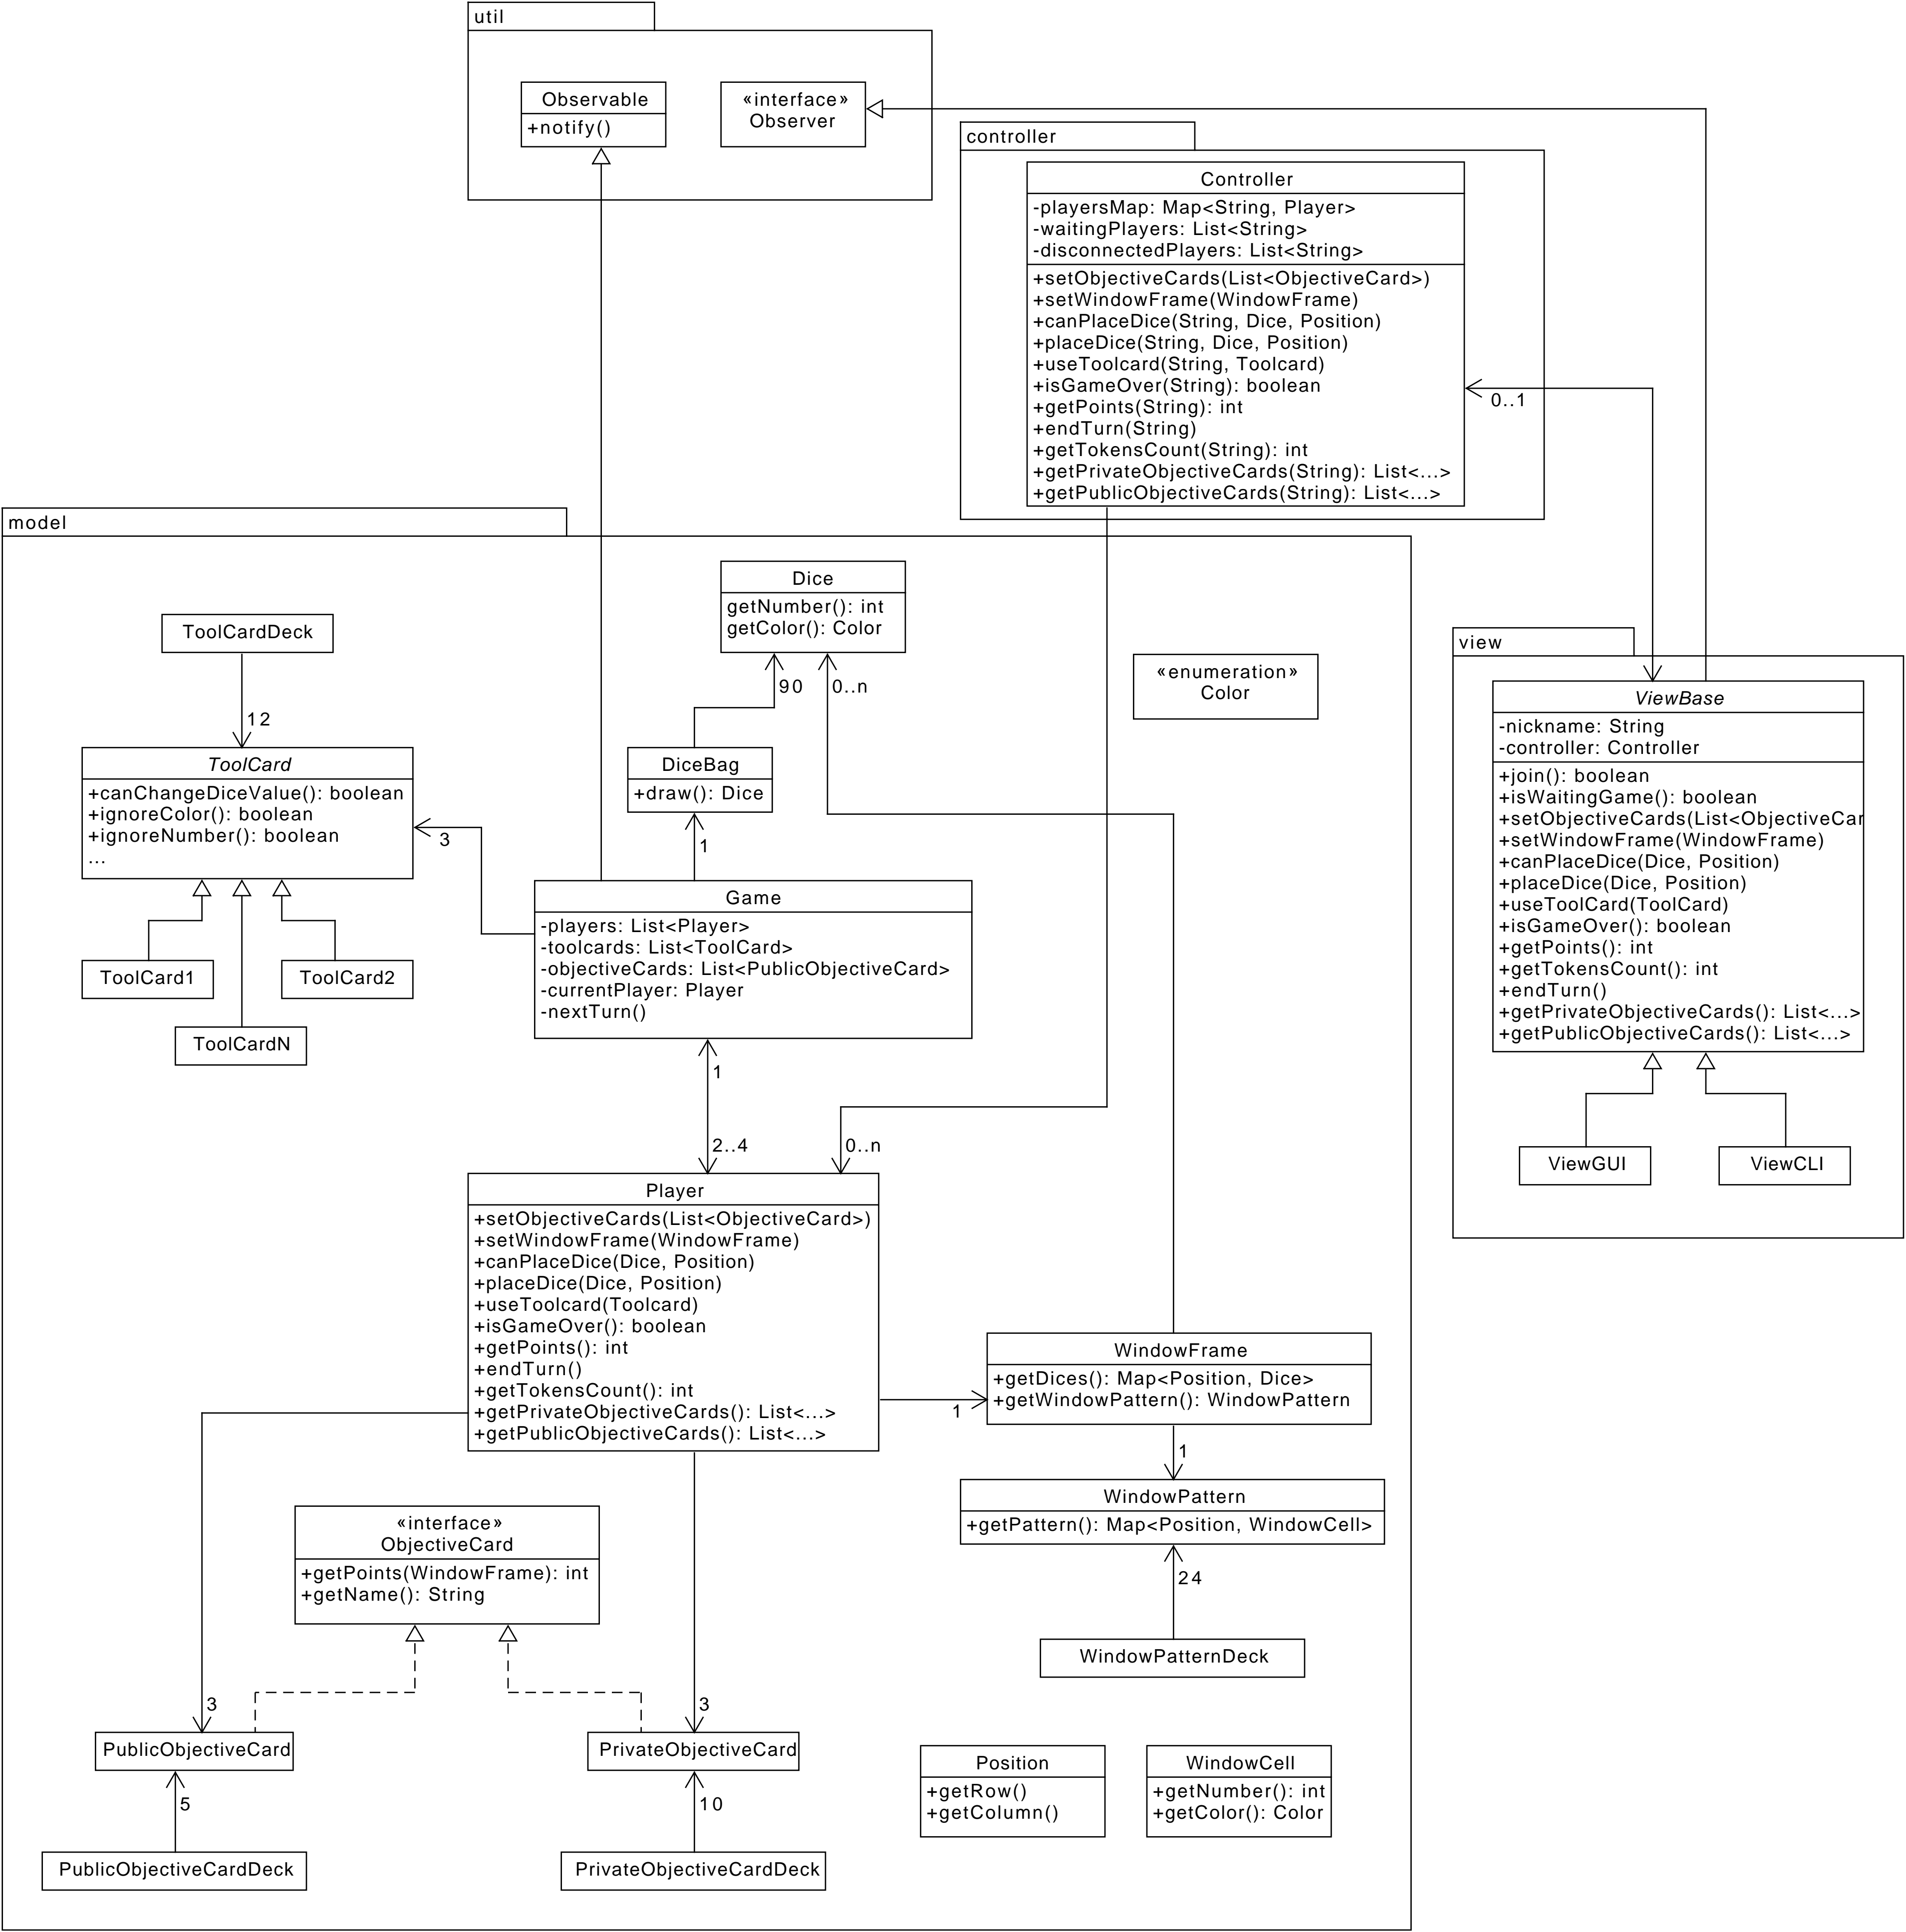 util
Observable
+notify()
«interface»
Observer
controller
Controller
-playersMap: Map<String, Player>
-waitingPlayers: List<String>
-disconnectedPlayers: List<String>
+setObjectiveCards(List<ObjectiveCard>)
+setWindowFrame(WindowFrame)
+canPlaceDice(String, Dice, Position)
+placeDice(String, Dice, Position)
+useToolcard(String, Toolcard)
+isGameOver(String): boolean
+getPoints(String): int
+endTurn(String)
+getTokensCount(String): int
+getPrivateObjectiveCards(String): List<...>
+getPublicObjectiveCards(String): List<...>
0..1
model
Dice
getNumber(): int
getColor(): Color
ToolCardDeck
12
90
0..n
«enumeration»
Color
ToolCard
+canChangeDiceValue(): boolean
+ignoreColor(): boolean
+ignoreNumber(): boolean
...
3
DiceBag
+draw(): Dice
1
ToolCard1
ToolCard2
ToolCardN
Game
-players: List<Player>
-toolcards: List<ToolCard>
-objectiveCards: List<PublicObjectiveCard>
-currentPlayer: Player
-nextTurn()
1
2..4
0..n
view
ViewBase
-nickname: String
-controller: Controller
+join(): boolean
+isWaitingGame(): boolean
+setObjectiveCards(List<ObjectiveCar
+setWindowFrame(WindowFrame)
+canPlaceDice(Dice, Position)
+placeDice(Dice, Position)
+useToolCard(ToolCard)
+isGameOver(): boolean
+getPoints(): int
+getTokensCount(): int
+endTurn()
+getPrivateObjectiveCards(): List<...>
+getPublicObjectiveCards(): List<...>
ViewGUI
ViewCLI
Player
+setObjectiveCards(List<ObjectiveCard>)
+setWindowFrame(WindowFrame)
+canPlaceDice(Dice, Position)
+placeDice(Dice, Position)
+useToolcard(Toolcard)
+isGameOver(): boolean
+getPoints(): int
+endTurn()
+getTokensCount(): int
+getPrivateObjectiveCards(): List<...>
+getPublicObjectiveCards(): List<...>
1
WindowFrame
+getDices(): Map<Position, Dice>
+getWindowPattern(): WindowPattern
1
WindowPattern
+getPattern(): Map<Position, WindowCell>
24
WindowPatternDeck
«interface»
ObjectiveCard
+getPoints(WindowFrame): int
+getName(): String
3
3
PublicObjectiveCard
PrivateObjectiveCard
5
10
PublicObjectiveCardDeck
PrivateObjectiveCardDeck
Position
+getRow()
+getColumn()
WindowCell
+getNumber(): int
+getColor(): Color